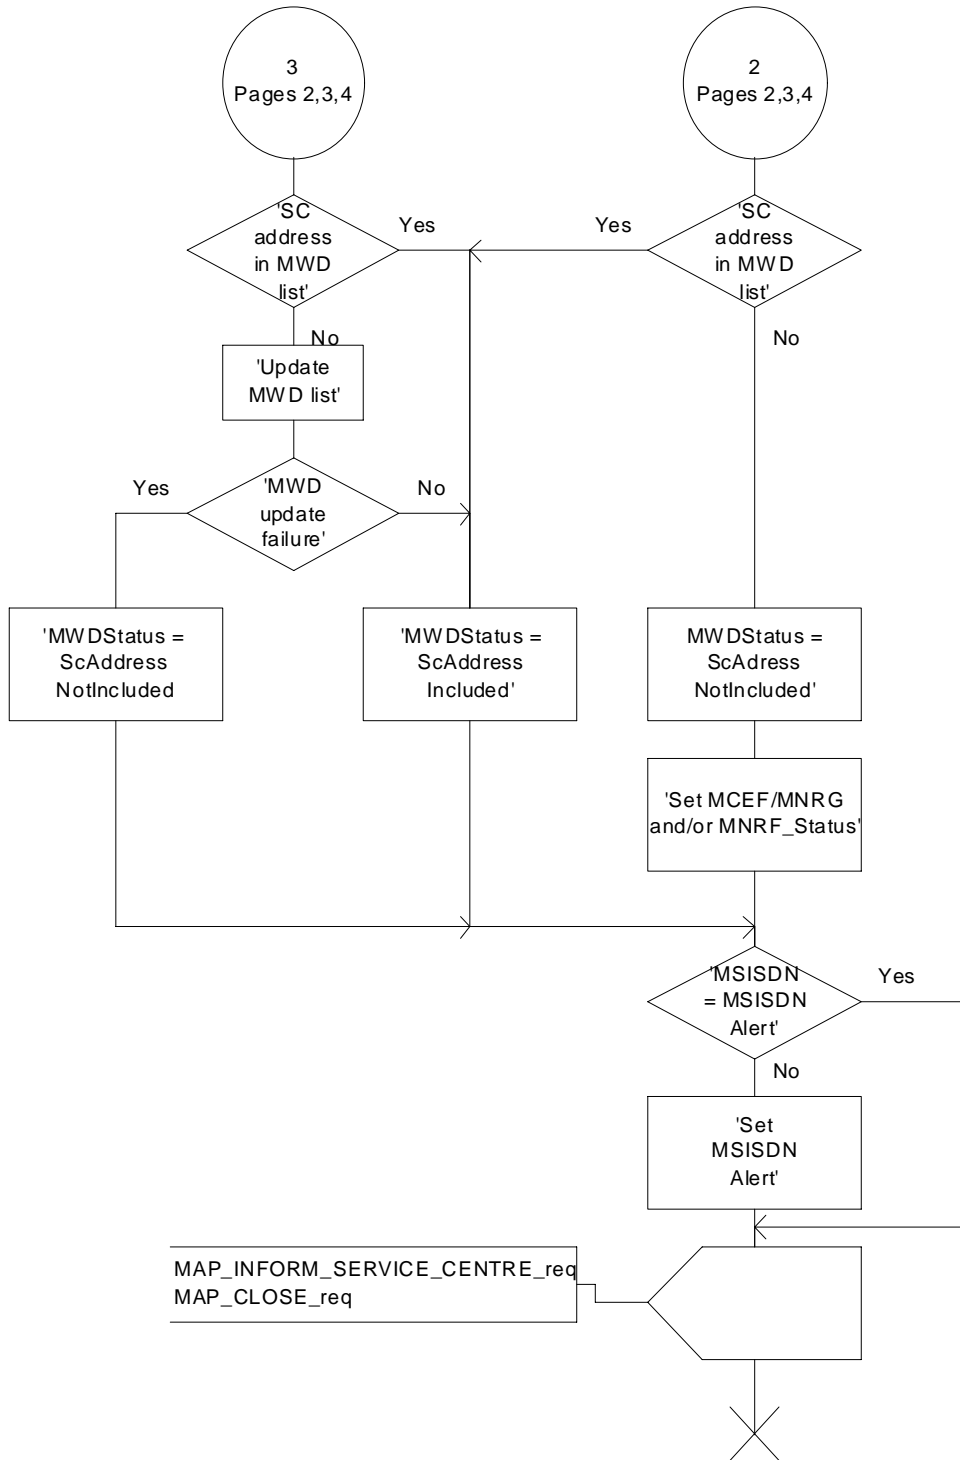 3
Pages 2,3,4
2
Pages 2,3,4
'SC
address
in MWD
list'
Yes
Yes
'SC
address
in MWD
list'
No
No
'Update
MWD list'
Yes
'MWD
update
failure'
No
'MWDStatus =
ScAddress
NotIncluded
'MWDStatus =
ScAddress
Included'
MWDStatus =
ScAdress
NotIncluded'
'Set MCEF/MNRG
and/or MNRF_Status'
'MSISDN
= MSISDN
Alert'
Yes
No
'Set
MSISDN
Alert'
MAP_INFORM_SERVICE_CENTRE_req
MAP_CLOSE_req